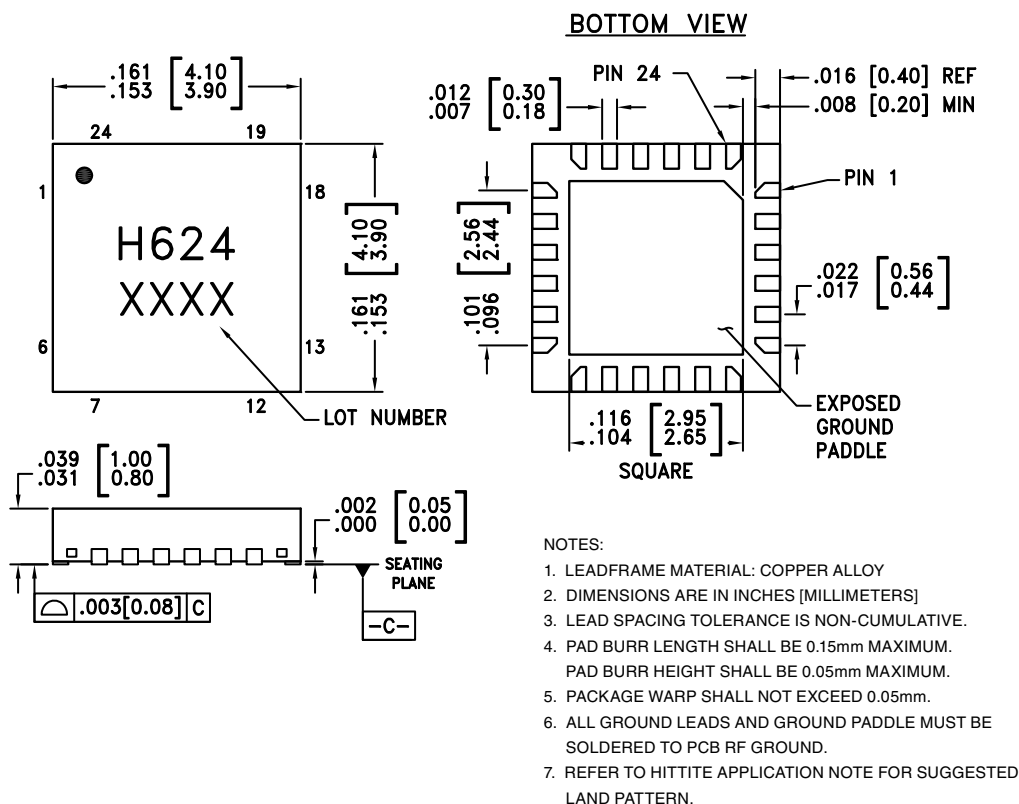 BOTTOM VIEW
.161 [4.10]
.153 [3.90]
24
19
1
18
H624
XXXX
6
13
7
12
LOT NUMBER
.161 [4.10]
.153 [3.90]
PIN 24
.012 [0.30]
.007 [0.18]
.016 [0.40] REF
.008 [0.20] MIN
PIN 1
.101 [2.56]
.096 [2.44]
.022 [0.56]
.017 [0.44]
EXPOSED
GROUND
PADDLE
.116 [2.95]
.104 [2.65]
SQUARE
.039 [1.00]
.031 [0.80]
.002 [0.05]
.000 [0.00]
SEATING
PLANE
.003[0.08] C
-C-
NOTES:
1. LEADFRAME MATERIAL: COPPER ALLOY
2. DIMENSIONS ARE IN INCHES [MILLIMETERS]
3. LEAD SPACING TOLERANCE IS NON-CUMULATIVE.
4. PAD BURR LENGTH SHALL BE 0.15mm MAXIMUM.
PAD BURR HEIGHT SHALL BE 0.05mm MAXIMUM.
5. PACKAGE WARP SHALL NOT EXCEED 0.05mm.
6. ALL GROUND LEADS AND GROUND PADDLE MUST BE
SOLDERED TO PCB RF GROUND.
7. REFER TO HITTITE APPLICATION NOTE FOR SUGGESTED
LAND PATTERN.